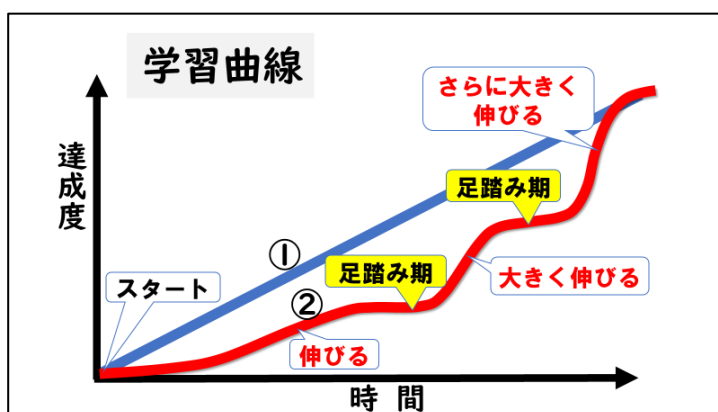 学習曲線
さらに大きく
伸びる
達成度
足踏み期
①
足踏み期
大きく伸びる
スタート
②
伸びる
時間